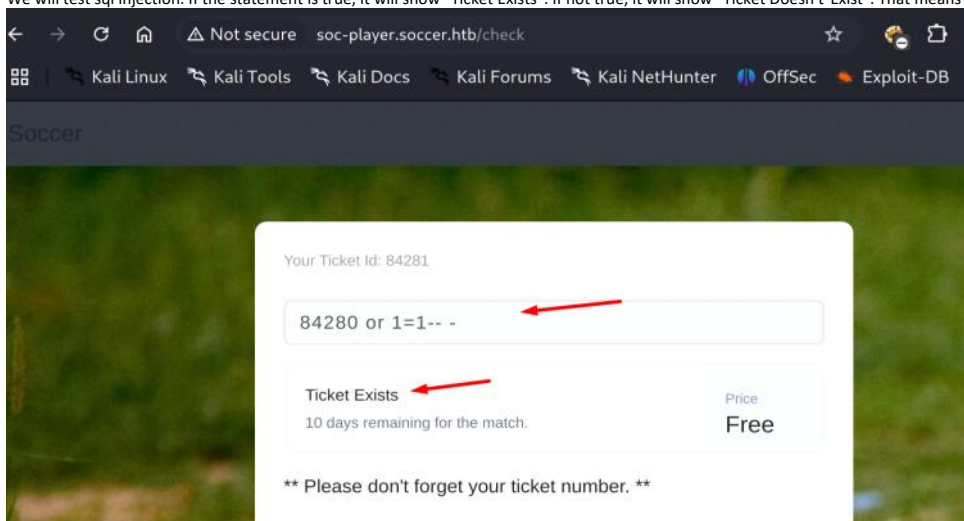 We will test sql injection. If the statement is true, it will show "Ticket Exists". If not true, it will show "Ticket Doesn't Exist". That means
Not secure soc-player.soccer.htb/check
Kali Linux Kali Tools Kali Docs Kali Forums Kali NetHunter OffSec Exploit-DB
Soccer
Your Ticket Id: 84281
84280 or 1=1-- -
Ticket Exists
Price
10 days remaining for the match.
Free
** Please don't forget your ticket number. **